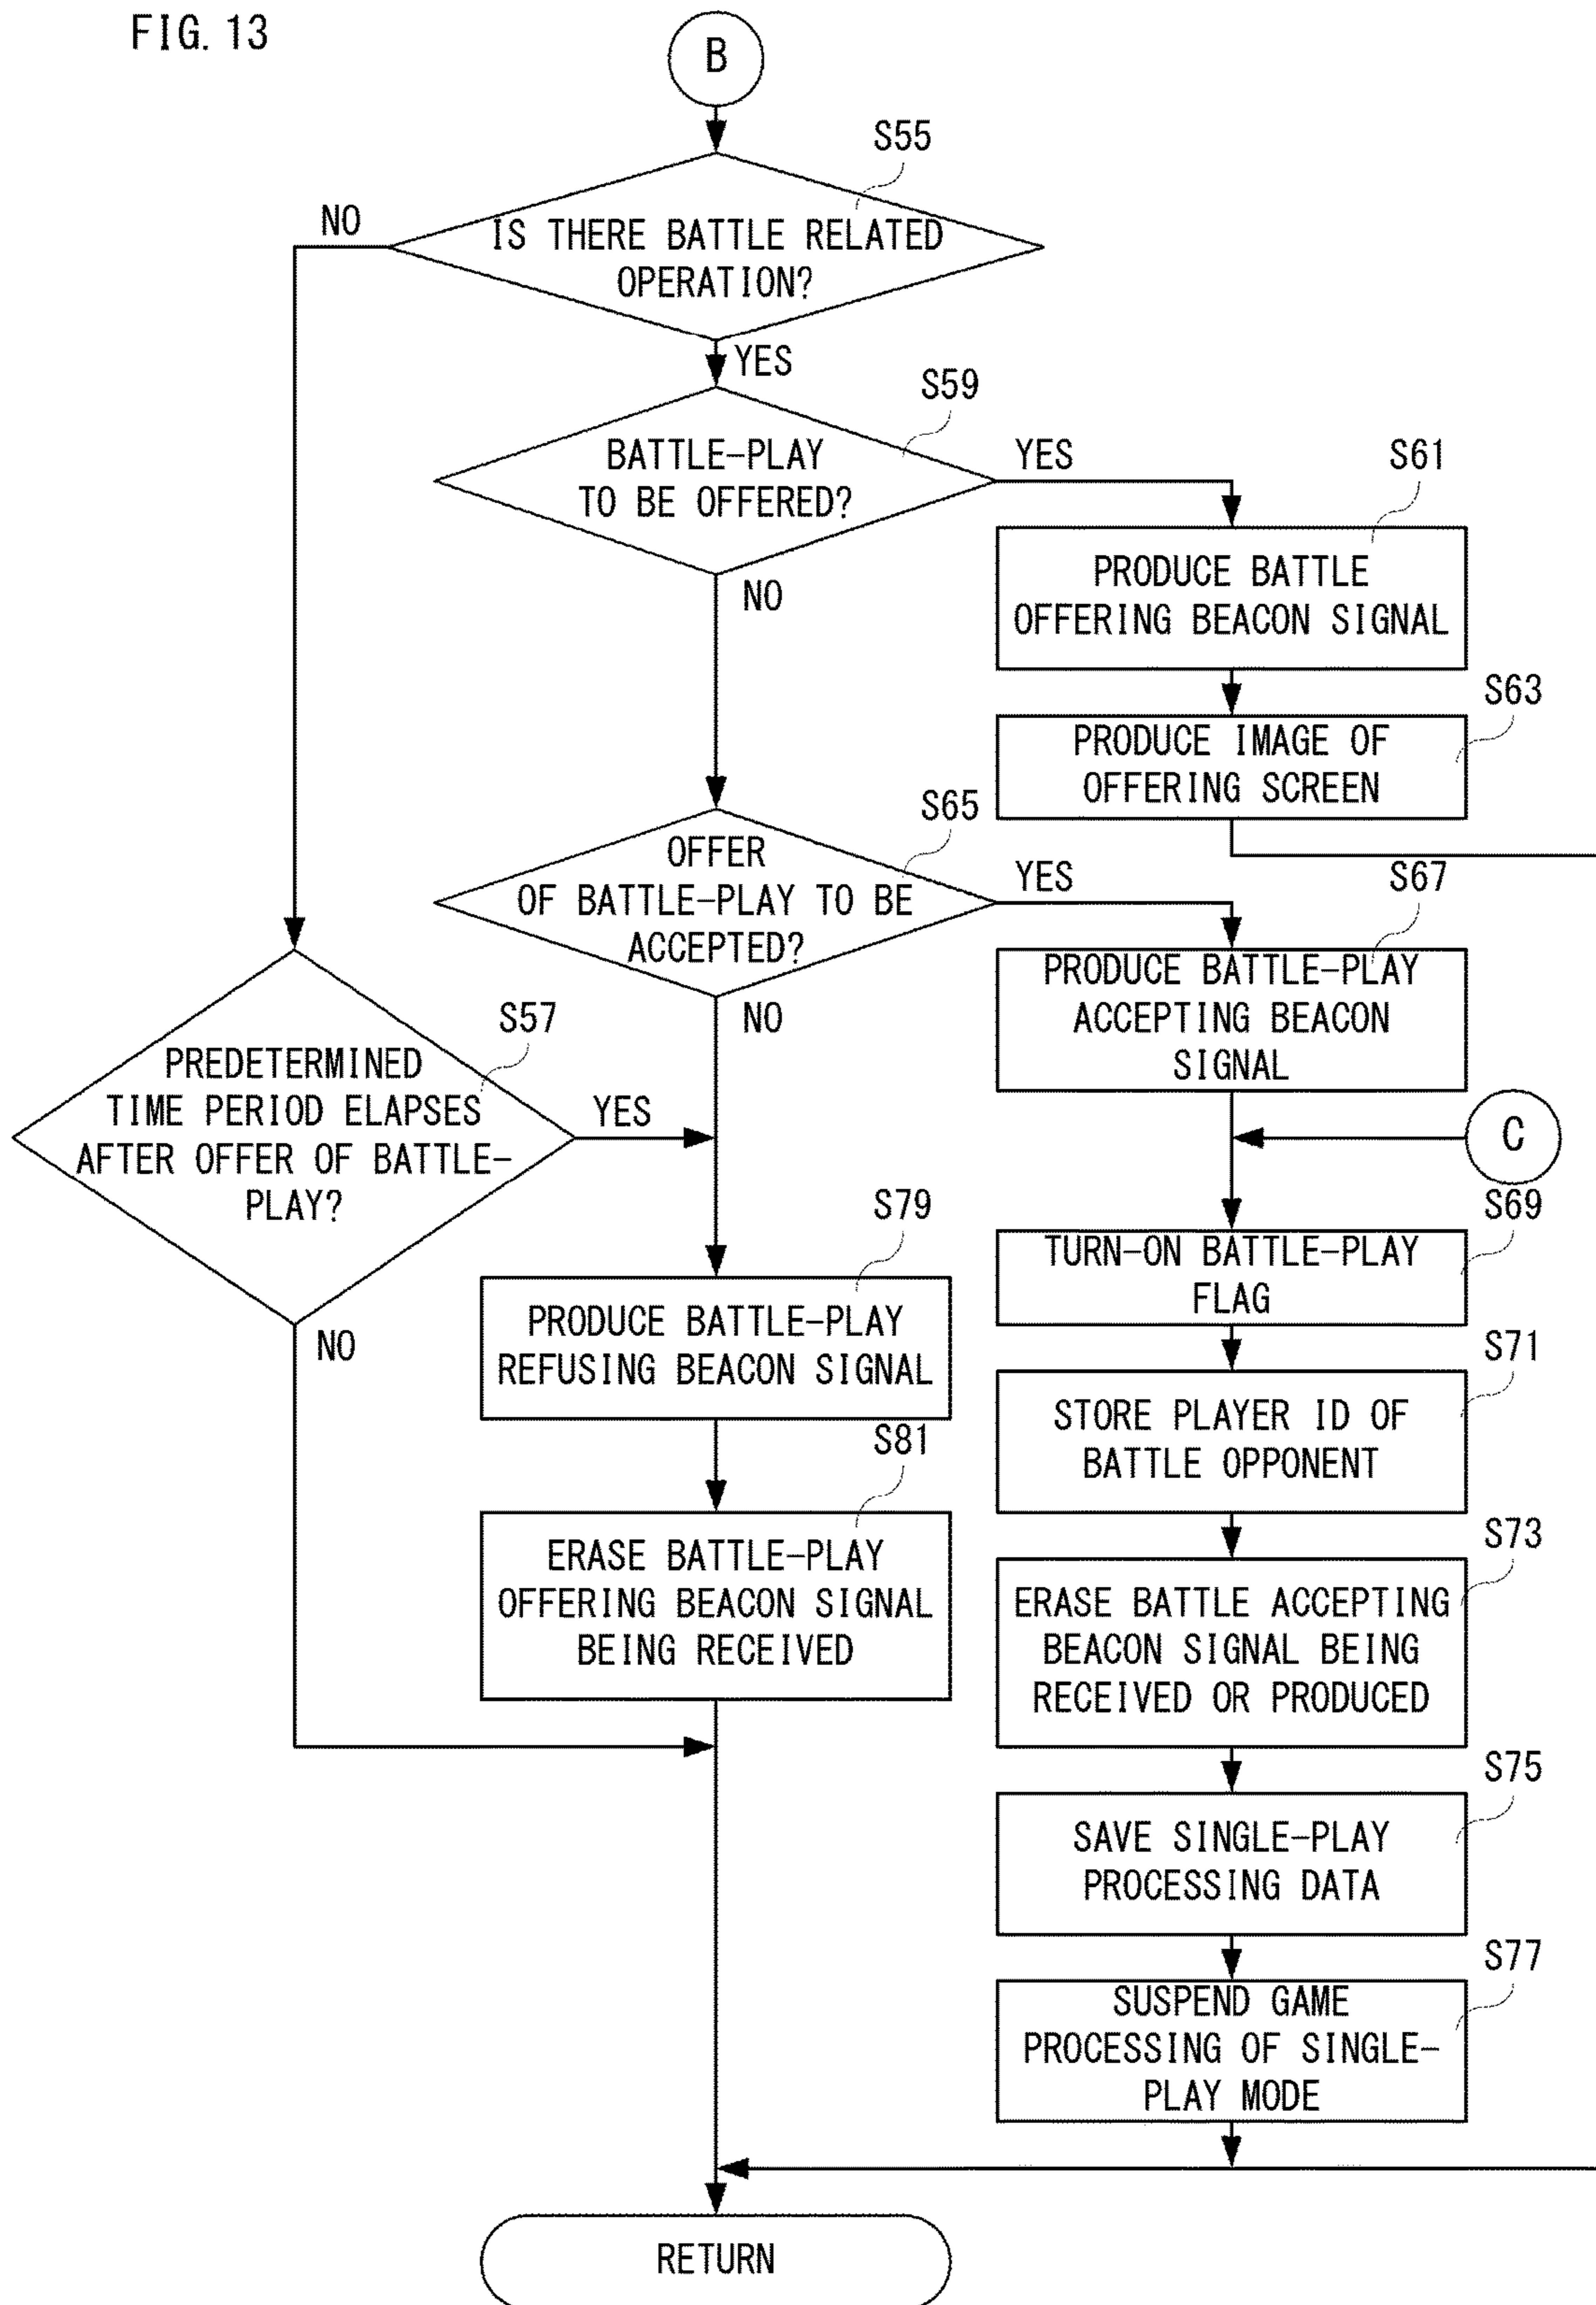 FIG. 13
B
S55
NO
IS THERE BATTLE RELATED
OPERATION?
YES
S59
BATTLE-PLAY
TO BE OFFERED?
YES
S61
NO
PRODUCE BATTLE
OFFERING BEACON SIGNAL
S63
PRODUCE IMAGE OF
OFFERING SCREEN
S65
OFFER
OF BATTLE-PLAY TO BE
ACCEPTED?
YES
S67
NO
PRODUCE BATTLE-PLAY
ACCEPTING BEACON
SIGNAL
S57
PREDETERMINED
TIME PERIOD ELAPSES
AFTER OFFER OF BATTLE-
PLAY?
YES
C
NO
S79
S69
TURN-ON BATTLE-PLAY
FLAG
PRODUCE BATTLE-PLAY
REFUSING BEACON SIGNAL
S71
STORE PLAYER ID OF
BATTLE OPPONENT
S81
ERASE BATTLE-PLAY
OFFERING BEACON SIGNAL
BEING RECEIVED
S73
ERASE BATTLE ACCEPTING
BEACON SIGNAL BEING
RECEIVED OR PRODUCED
S75
SAVE SINGLE-PLAY
PROCESSING DATA
S77
SUSPEND GAME
PROCESSING OF SINGLE-
PLAY MODE
RETURN